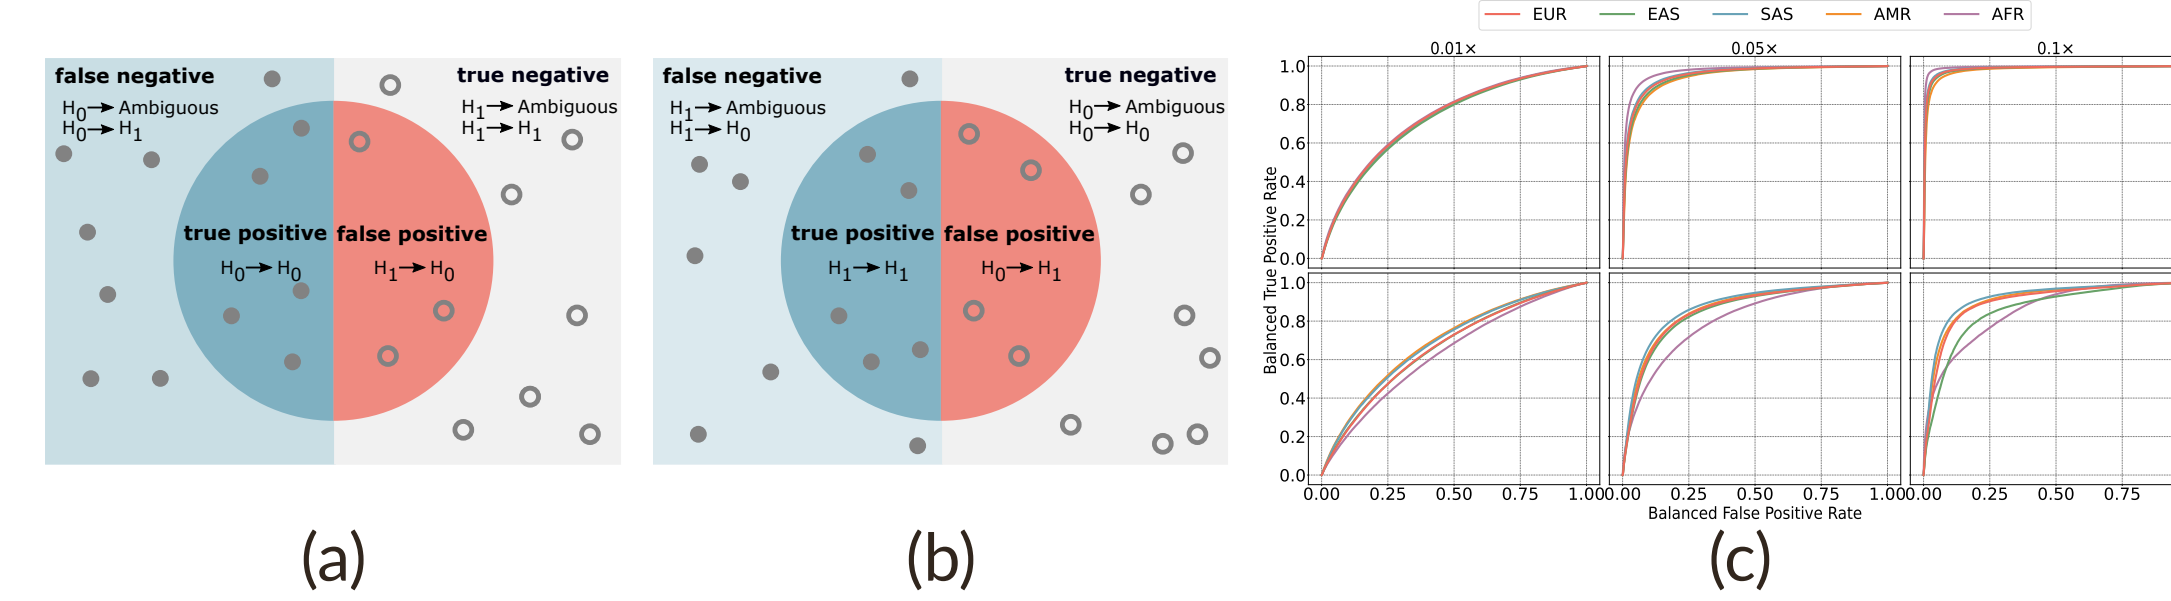 false negative
H0→Ambiguous
H0→H1
true negative
H1→Ambiguous
H1→H1
true positive
H0→H0
false positive
H1→H0
(a)
false negative
H1→Ambiguous
H1→H0
true negative
H0→Ambiguous
H0→H0
true positive
H1→H1
false positive
H0→H1
(b)
EUR EAS SAS AMR AFR
0.01× 0.05× 0.1×
Balanced True Positive Rate
1.0
0.8
0.6
0.4
0.2
0.0
1.0
0.8
0.6
0.4
0.2
0.0
0.00 0.25 0.50 0.75 1.00 0.00 0.25 0.50 0.75 1.00 0.00 0.25 0.50 0.75
Balanced False Positive Rate
(c)